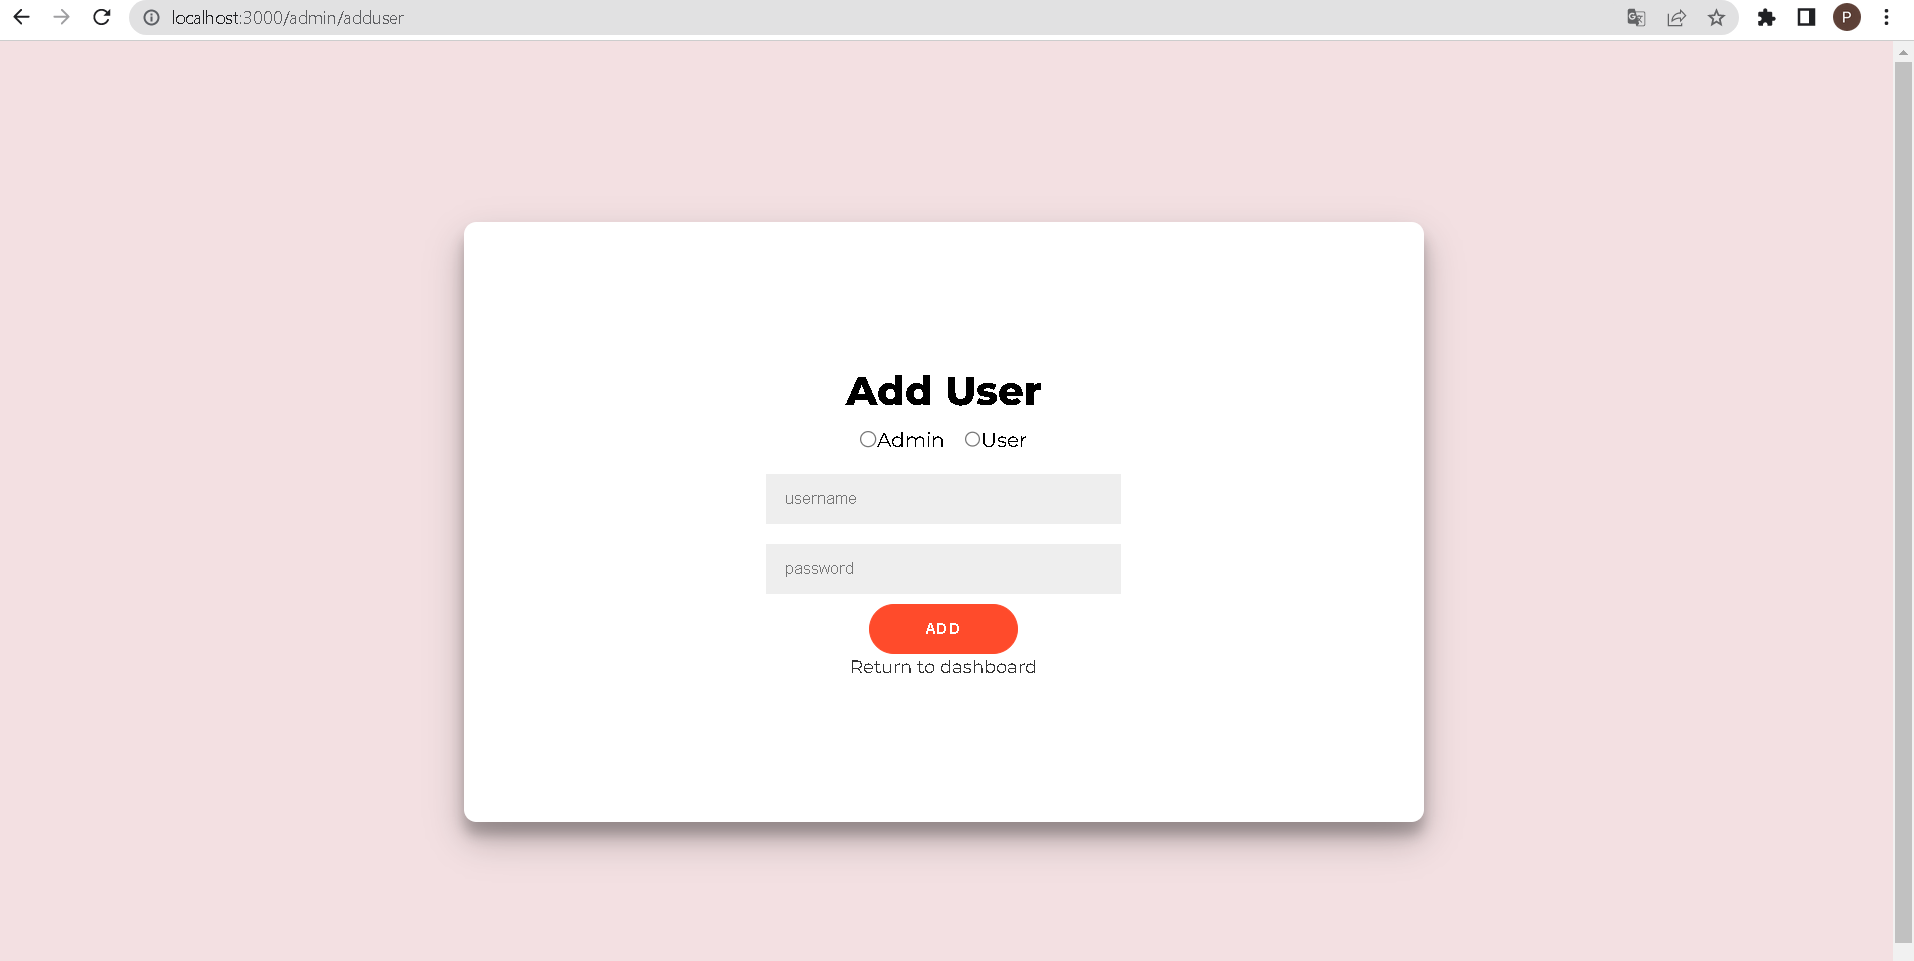 localhost:3000/admin/adduser
P
Add User
Admin User
username
password
ADD
Return to dashboard